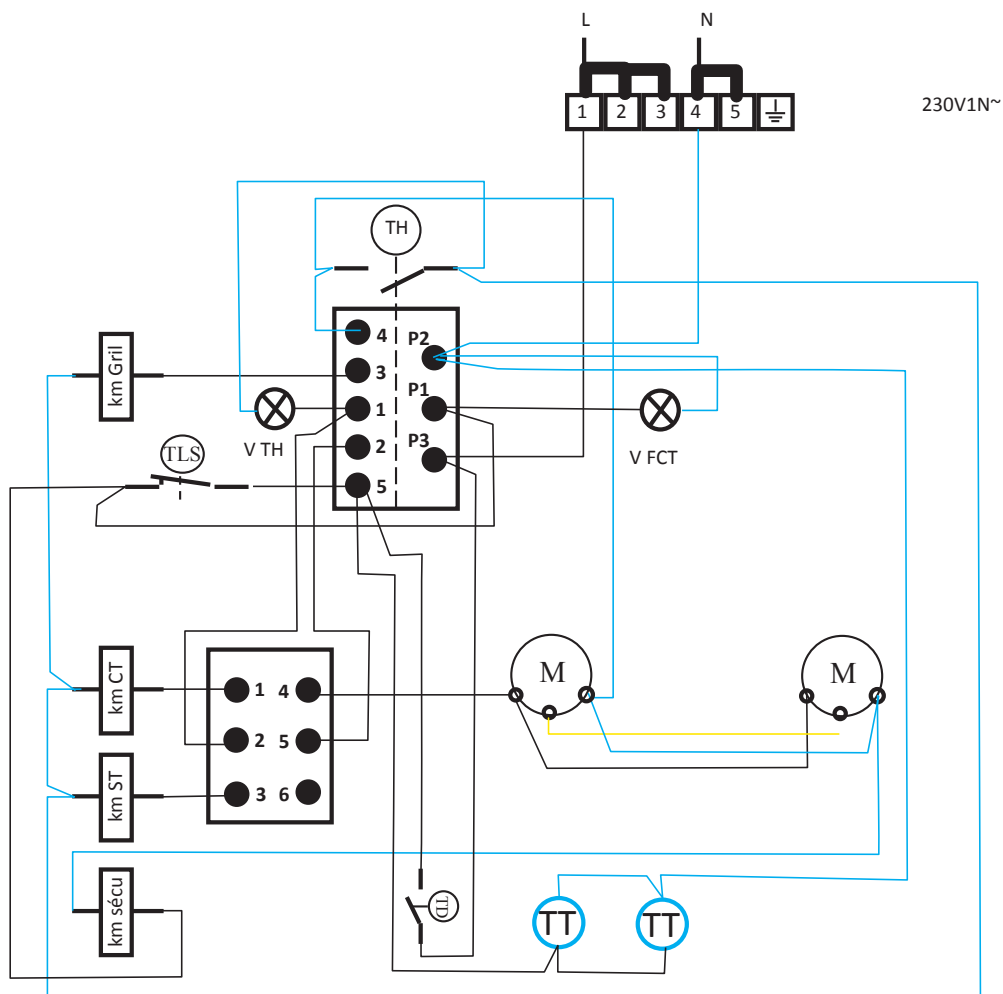 L N
1 2 3 4 5
230V1N~
TH
4 P2
3
km Gril
1 P1
V TH
V FCT
2 P3
TLS
5
M M
km CT
1 4
2 5
km ST
3 6
km sécu
TD
TT TT